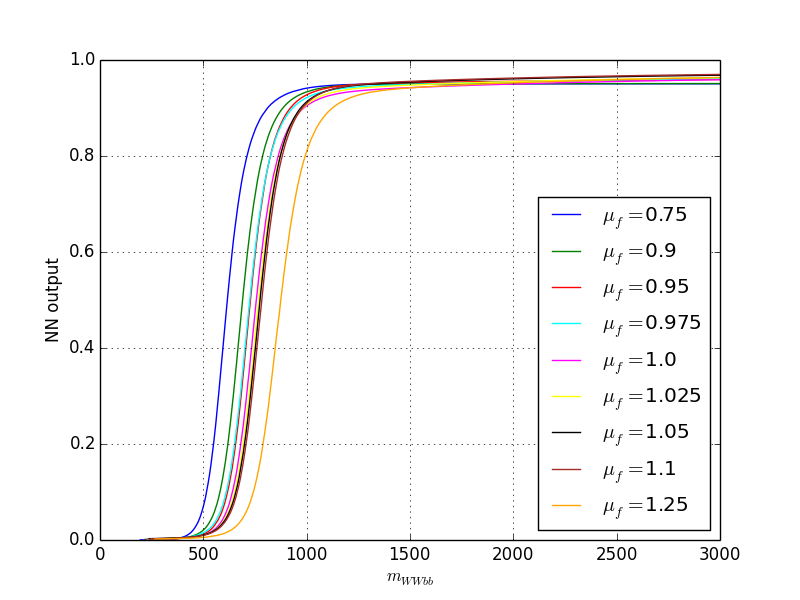 1.0
0.8
0.6
0.4
0.2
0.0
NN output
0 500 1000 1500 2000 2500 3000
m_{WWbb}
μ_f = 0.75
μ_f = 0.9
μ_f = 0.95
μ_f = 0.975
μ_f = 1.0
μ_f = 1.025
μ_f = 1.05
μ_f = 1.1
μ_f = 1.25